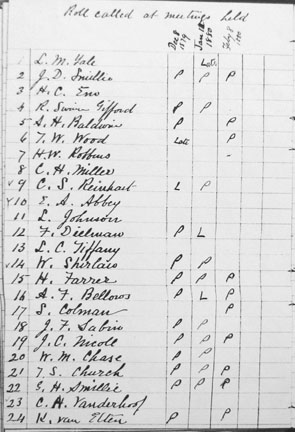 Roll called at meetings held
Dec 8 1879 Jan 12 1880 Feby 8
1 L. M. Yale Late
2 J. D. Smillie P P P
3 H. C. Eno
4 R. Swain Gifford P P
5 A. H. Baldwin P P
6 T. W. Wood Late P
7 H. W. Robbins -
8 C. H. Miller
9 C. S. Reinhart L P
10 E. A. Abbey
11 L. Johnson
12 F. Dielman P L
13 L. C. Tiffany
14 W. Shirlaw P P
15 H. Farrer P P P
16 A. F. Bellows P L P
17 S. Colman P
18 J. F. Sabin P P
19 J. C. Nicoll P P P
20 W. M. Chase P P
21 F. S. Church P P P
22 G. H. Smillie P P P
23 C. H. Vanderhoof
24 K. van Elten P P